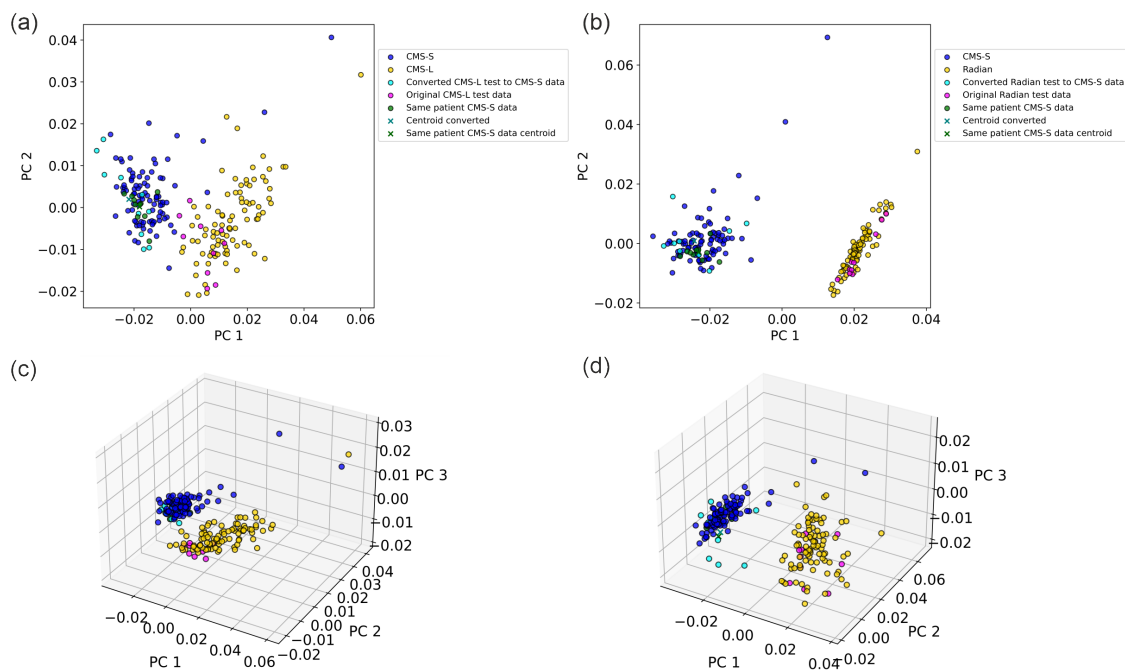 (a)
0.04
0.03
0.02
0.01
0.00
−0.01
−0.02
PC 2
−0.02
0.00
0.02
0.04
0.06
PC 1
CMS-S
CMS-L
Converted CMS-L test to CMS-S data
Original CMS-L test data
Same patient CMS-S data
Centroid converted
Same patient CMS-S data centroid
(b)
0.06
0.04
0.02
0.00
−0.02
PC 2
−0.02
0.00
0.02
0.04
PC 1
CMS-S
Radian
Converted Radian test to CMS-S data
Original Radian test data
Same patient CMS-S data
Centroid converted
Same patient CMS-S data centroid
(c)
0.03
0.02
0.01
0.00
−0.01
−0.02
PC 3
0.04
0.03
0.02
0.01
0.00
−0.01
−0.02
PC 2
−0.02
0.00
0.02
0.04
0.06
PC 1
(d)
0.02
0.01
0.00
−0.01
−0.02
PC 3
0.06
0.04
0.02
0.00
−0.02
PC 2
−0.02
0.00
0.02
0.04
PC 1